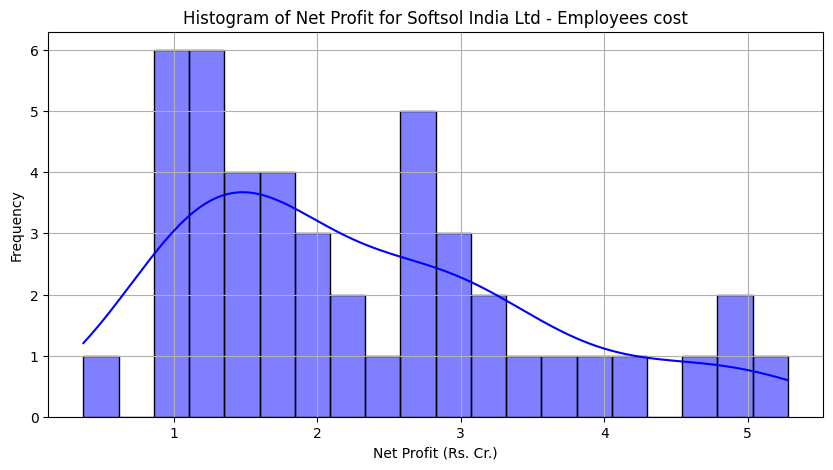 Histogram of Net Profit for Softsol India Ltd - Employees cost
6
5
4
3
2
1
0
Frequency
1 2 3 4 5
Net Profit (Rs. Cr.)